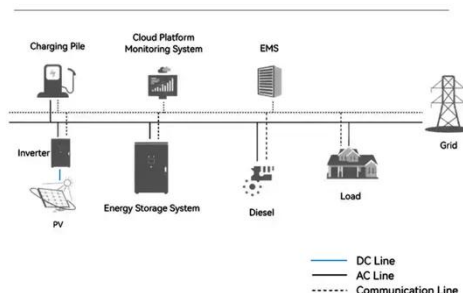 Charging Pile
Cloud Platform
Monitoring System
EMS
Inverter
Grid
Energy Storage System
Diesel
Load
PV
DC Line
AC Line
Communication Line